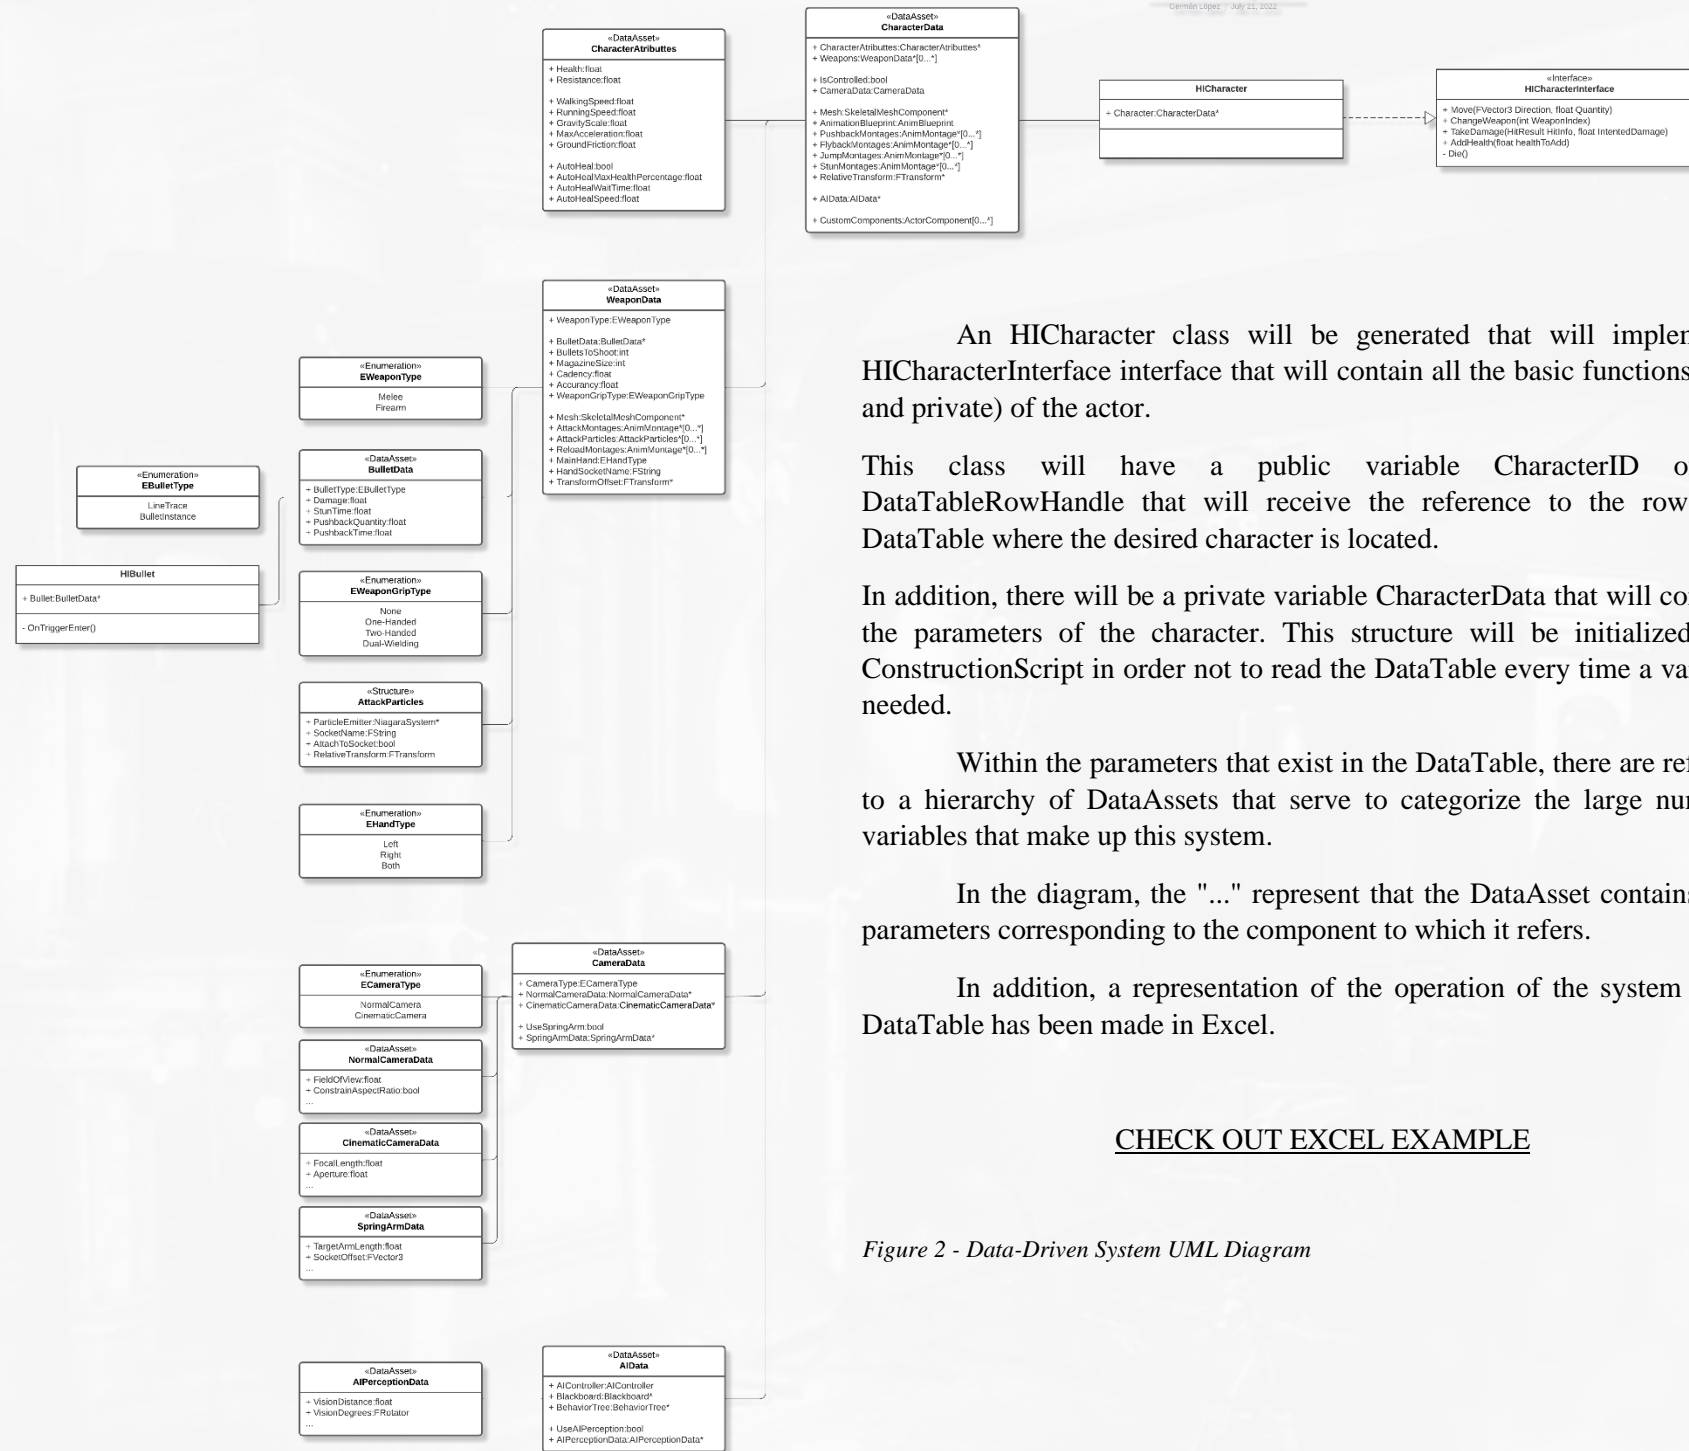 Germán López | July 21, 2022
«DataAsset»
CharacterAtributtes
+ Health:float
+ Resistance:float
+ WalkingSpeed:float
+ RunningSpeed:float
+ GravityScale:float
+ MaxAcceleration:float
+ GroundFriction:float
+ AutoHeal:bool
+ AutoHealMaxHealthPercentage:float
+ AutoHealWaitTime:float
+ AutoHealSpeed:float
«DataAsset»
CharacterData
+ CharacterAtributtes:CharacterAtributtes*
+ Weapons:WeaponData*[0...*]
+ IsControlled:bool
+ CameraData:CameraData
+ Mesh:SkeletalMeshComponent*
+ AnimationBlueprint:AnimBlueprint
+ PushbackMontages:AnimMontage*[0...*]
+ FlybackMontages:AnimMontage*[0...*]
+ JumpMontages:AnimMontage*[0...*]
+ StunMontages:AnimMontage*[0...*]
+ RelativeTransform:FTransform*
+ AIData:AIData*
+ CustomComponents:ActorComponent[0...*]
HICharacter
+ Character:CharacterData*
«Interface»
HICharacterInterface
+ Move(FVector3 Direction, float Quantity)
+ ChangeWeapon(int WeaponIndex)
+ TakeDamage(HitResult HitInfo, float IntentedDamage)
+ AddHealth(float healthToAdd)
- Die()
«DataAsset»
WeaponData
+ WeaponType:EWeaponType
+ BulletData:BulletData*
+ BulletsToShoot:int
+ MagazineSize:int
+ Cadency:float
+ Accurancy:float
+ WeaponGripType:EWeaponGripType
+ Mesh:SkeletalMeshComponent*
+ AttackMontages:AnimMontage*[0...*]
+ AttackParticles:AttackParticles*[0...*]
+ ReloadMontages:AnimMontage*[0...*]
+ MainHand:EHandType
+ HandSocketName:FString
+ TransformOffset:FTransform*
«Enumeration»
EWeaponType
Melee
Firearm
«DataAsset»
BulletData
+ BulletType:EBulletType
+ Damage:float
+ StunTime:float
+ PushbackQuantity:float
+ PushbackTime:float
«Enumeration»
EBulletType
LineTrace
BulletInstance
HIBullet
+ Bullet:BulletData*
- OnTriggerEnter()
«Enumeration»
EWeaponGripType
None
One-Handed
Two-Handed
Dual-Wielding
«Structure»
AttackParticles
+ ParticleEmitter:NiagaraSystem*
+ SocketName:FString
+ AttachToSocket:bool
+ RelativeTransform:FTransform
«Enumeration»
EHandType
Left
Right
Both
«DataAsset»
CameraData
+ CameraType:ECameraType
+ NormalCameraData:NormalCameraData*
+ CinematicCameraData:CinematicCameraData*
+ UseSpringArm:bool
+ SpringArmData:SpringArmData*
«Enumeration»
ECameraType
NormalCamera
CinematicCamera
«DataAsset»
NormalCameraData
+ FieldOfView:float
+ ConstrainAspectRatio:bool
...
«DataAsset»
CinematicCameraData
+ FocalLength:float
+ Aperture:float
...
«DataAsset»
SpringArmData
+ TargetArmLength:float
+ SocketOffset:FVector3
...
«DataAsset»
AIPerceptionData
+ VisionDistance:float
+ VisionDegrees:FRotator
...
«DataAsset»
AIData
+ AIController:AIController
+ Blackboard:Blackboard*
+ BehaviorTree:BehaviorTree*
+ UseAIPerception:bool
+ AIPerceptionData:AIPerceptionData*
An HICharacter class will be generated that will
HICharacterInterface interface that will contain all the basic functions
and private) of the actor.
This class will have a public variable CharacterID
DataTableRowHandle that will receive the reference to the row
DataTable where the desired character is located.
In addition, there will be a private variable CharacterData that will
the parameters of the character. This structure will be initialized
ConstructionScript in order not to read the DataTable every time a
needed.
Within the parameters that exist in the DataTable, there are
to a hierarchy of DataAssets that serve to categorize the large
variables that make up this system.
In the diagram, the "..." represent that the DataAsset contains
parameters corresponding to the component to which it refers.
In addition, a representation of the operation of the system
DataTable has been made in Excel.
CHECK OUT EXCEL EXAMPLE
Figure 2 - Data-Driven System UML Diagram